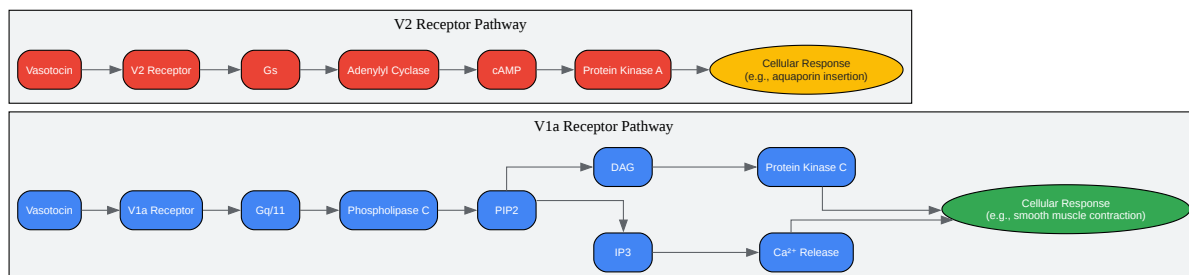 V2 Receptor Pathway
Vasotocin
V2 Receptor
Gs
Adenylyl Cyclase
cAMP
Protein Kinase A
Cellular Response
(e.g., aquaporin insertion)
V1a Receptor Pathway
Vasotocin
V1a Receptor
Gq/11
Phospholipase C
PIP2
DAG
Protein Kinase C
IP3
Ca²⁺ Release
Cellular Response
(e.g., smooth muscle contraction)